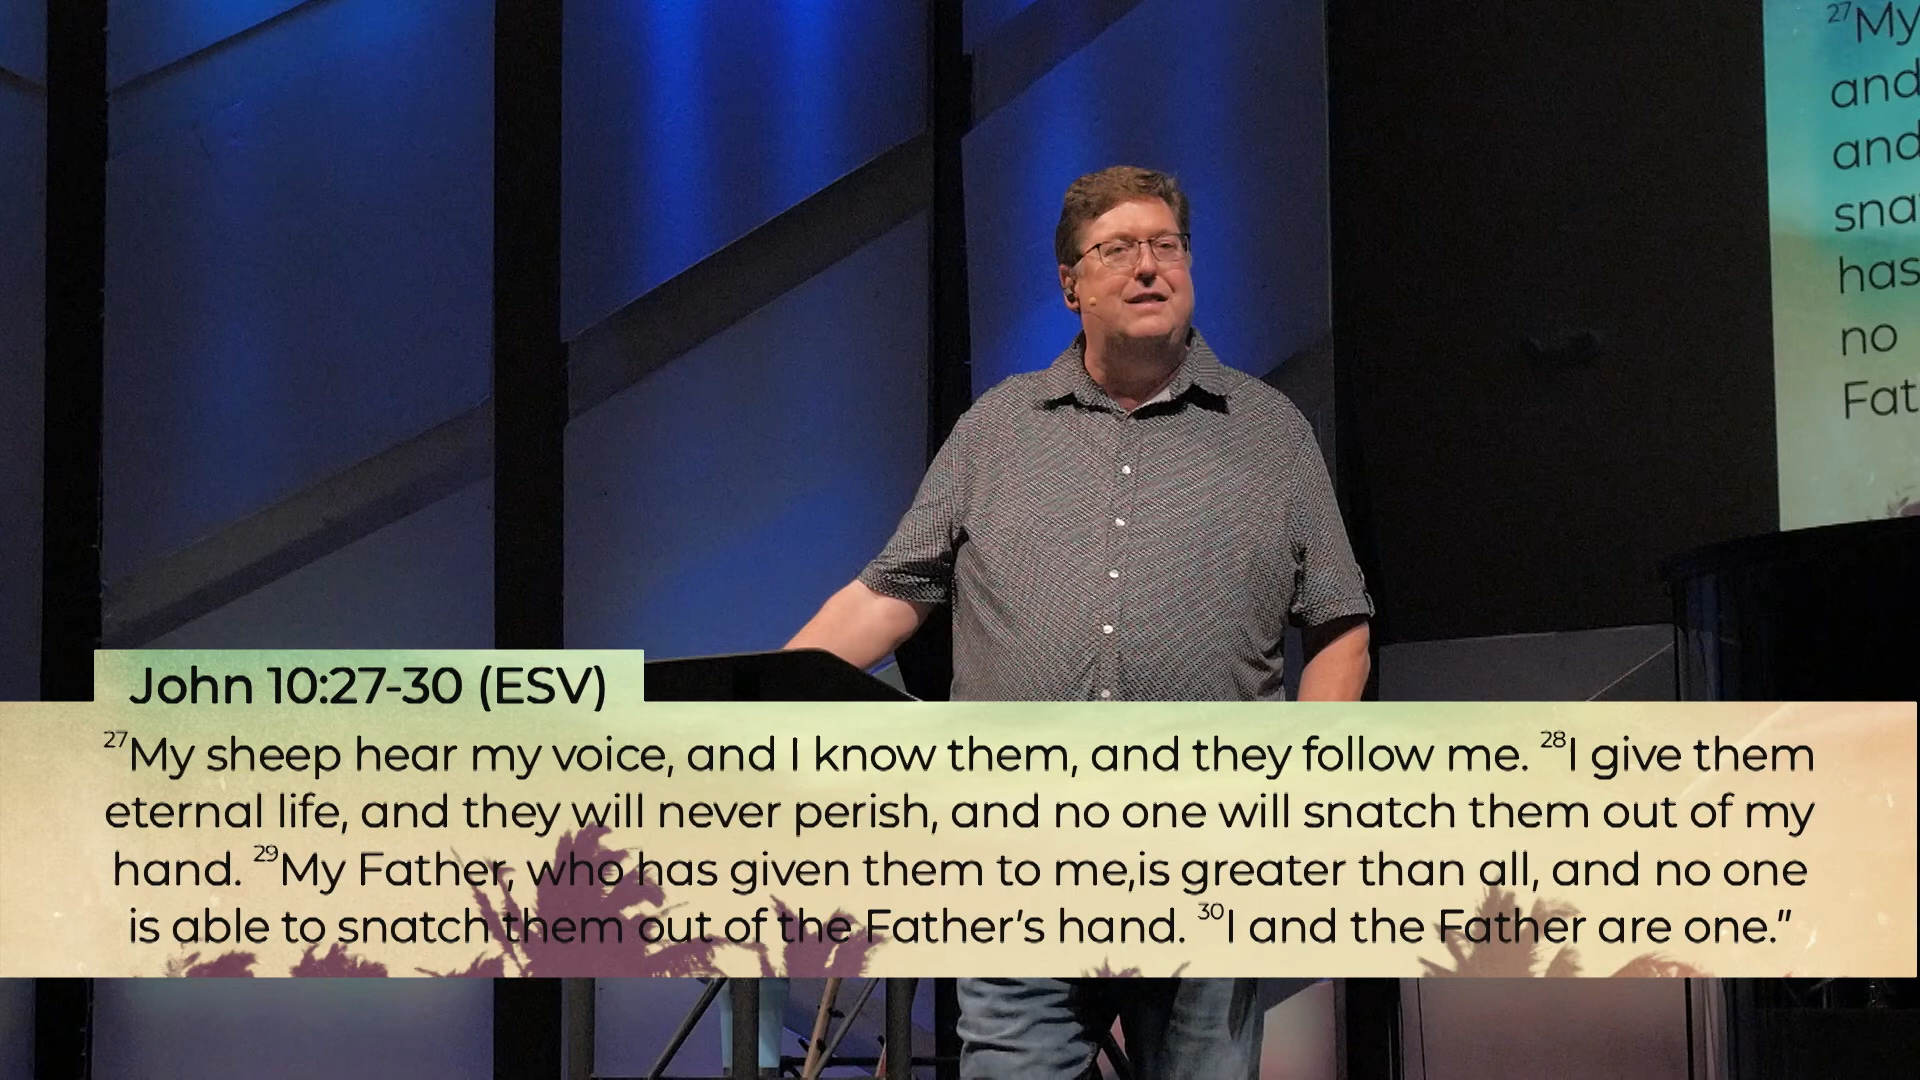 John 10:27-30 (ESV)
27My sheep hear my voice, and I know them, and they follow me. 28I give them
eternal life, and they will never perish, and no one will snatch them out of my
hand. 29My Father, who has given them to me,is greater than all, and no one
is able to snatch them out of the Father's hand. 30I and the Father are one."
27My
and
and
sna
has
no
Fat